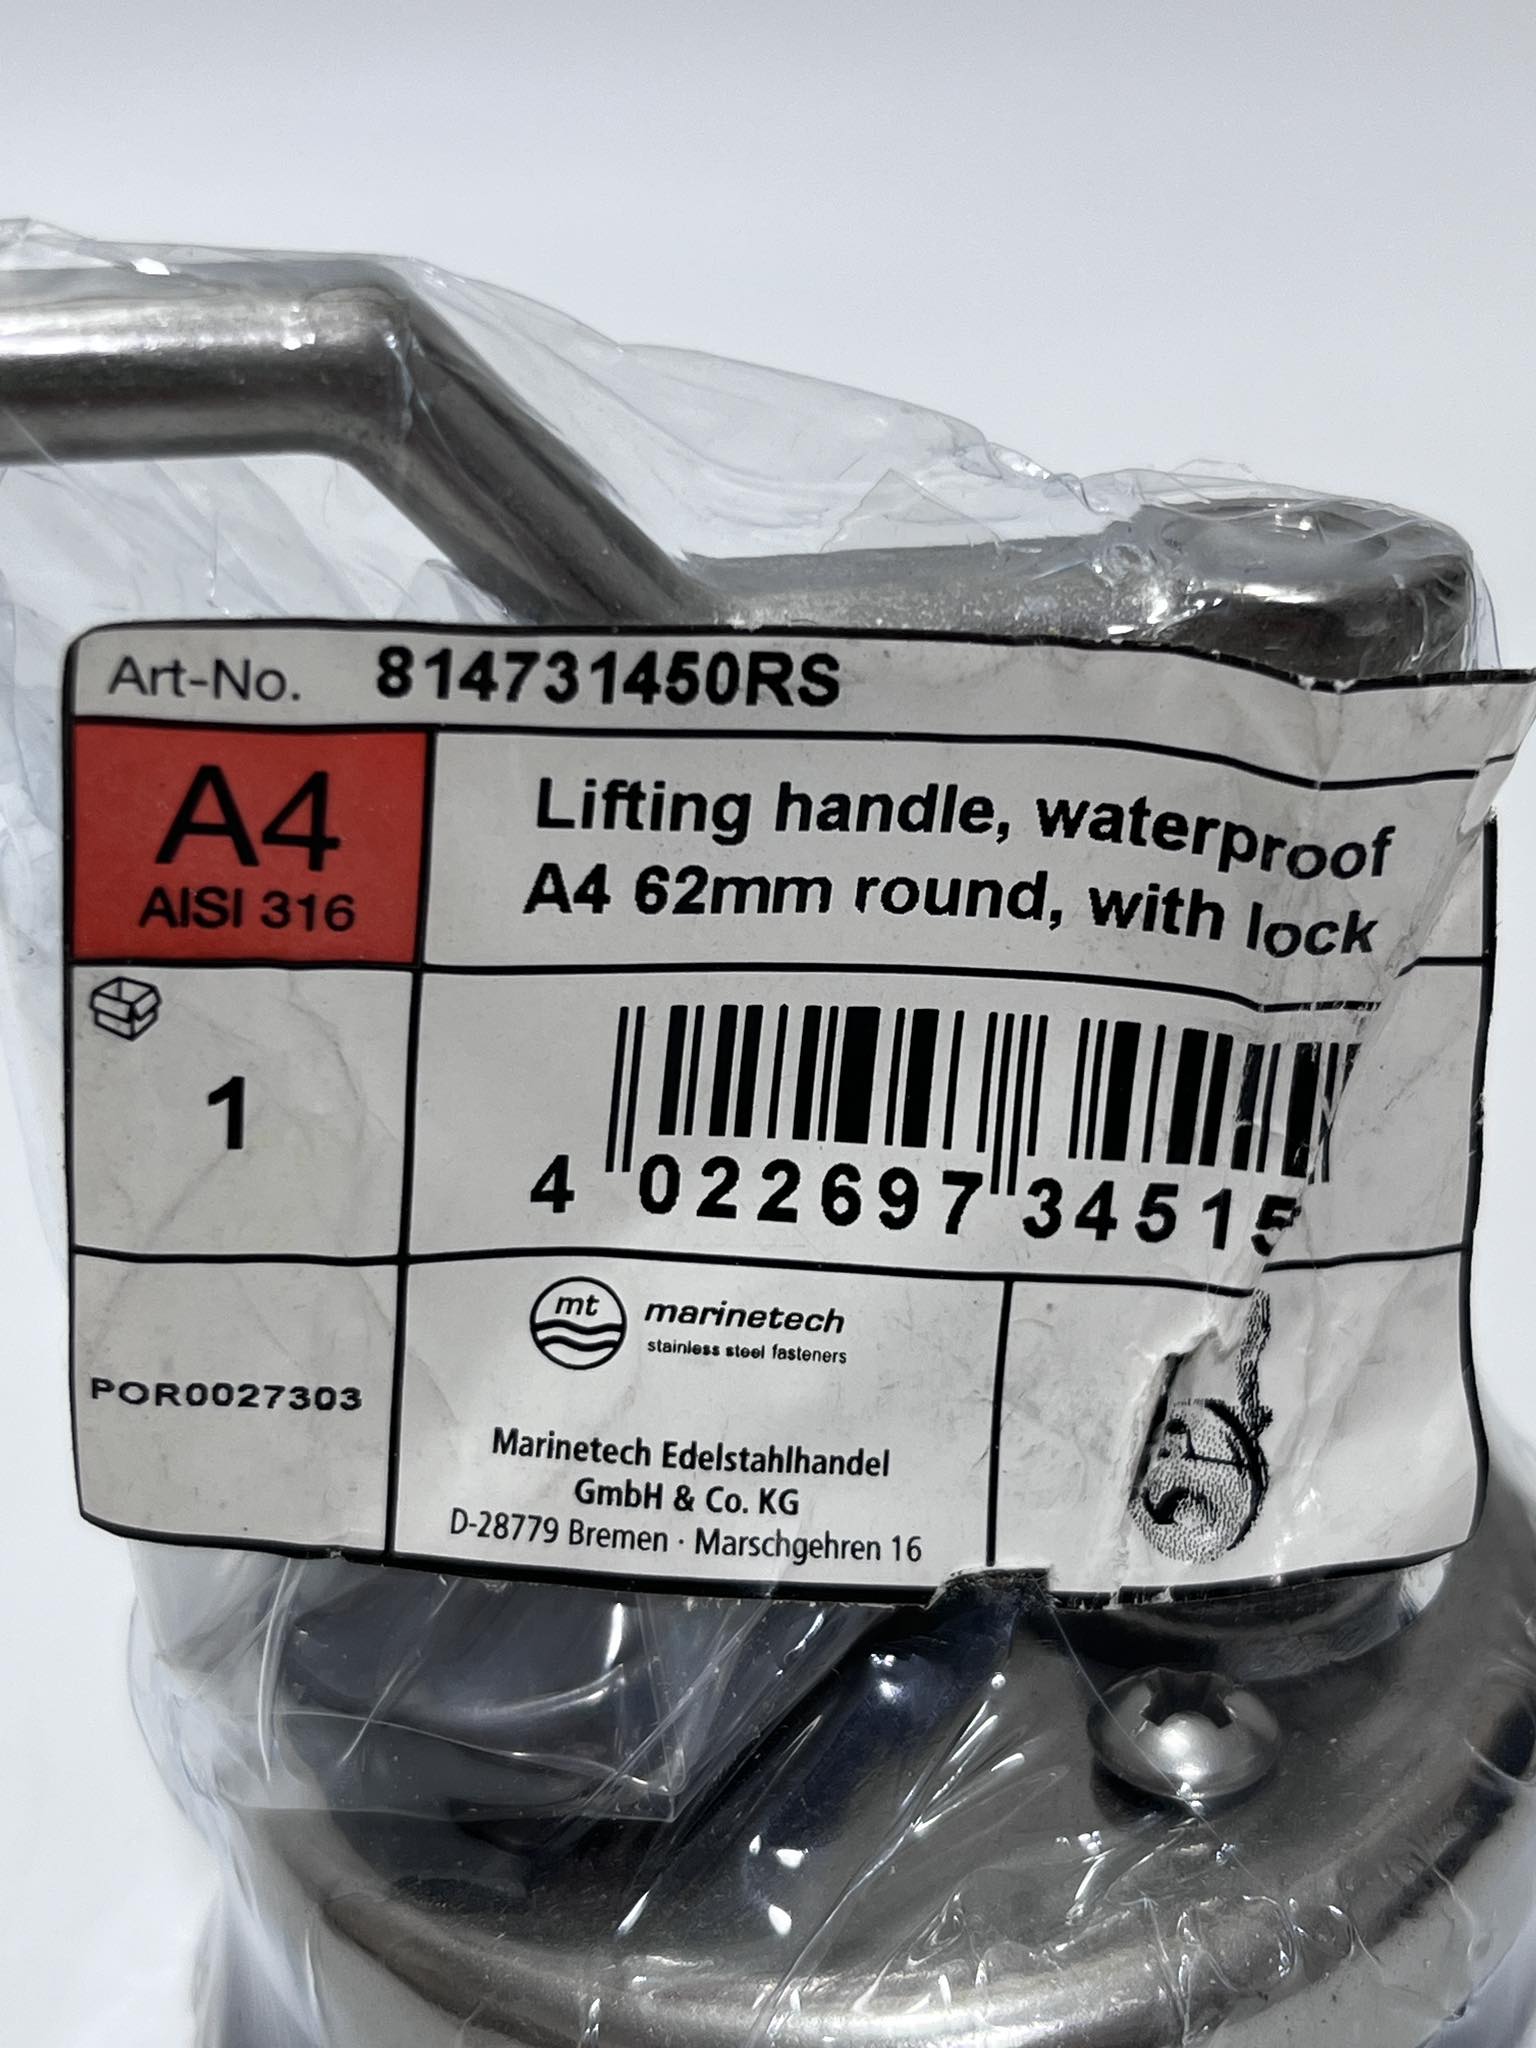 Art-No. 814731450RS
A4
AISI 316
Lifting handle, waterproof
A4 62mm round, with lock
1
4 022697 34515
POR0027303
mt
marinetech
stainless steel fasteners
Marinetech Edelstahlhandel
GmbH & Co. KG
D-28779 Bremen · Marschgehren 16